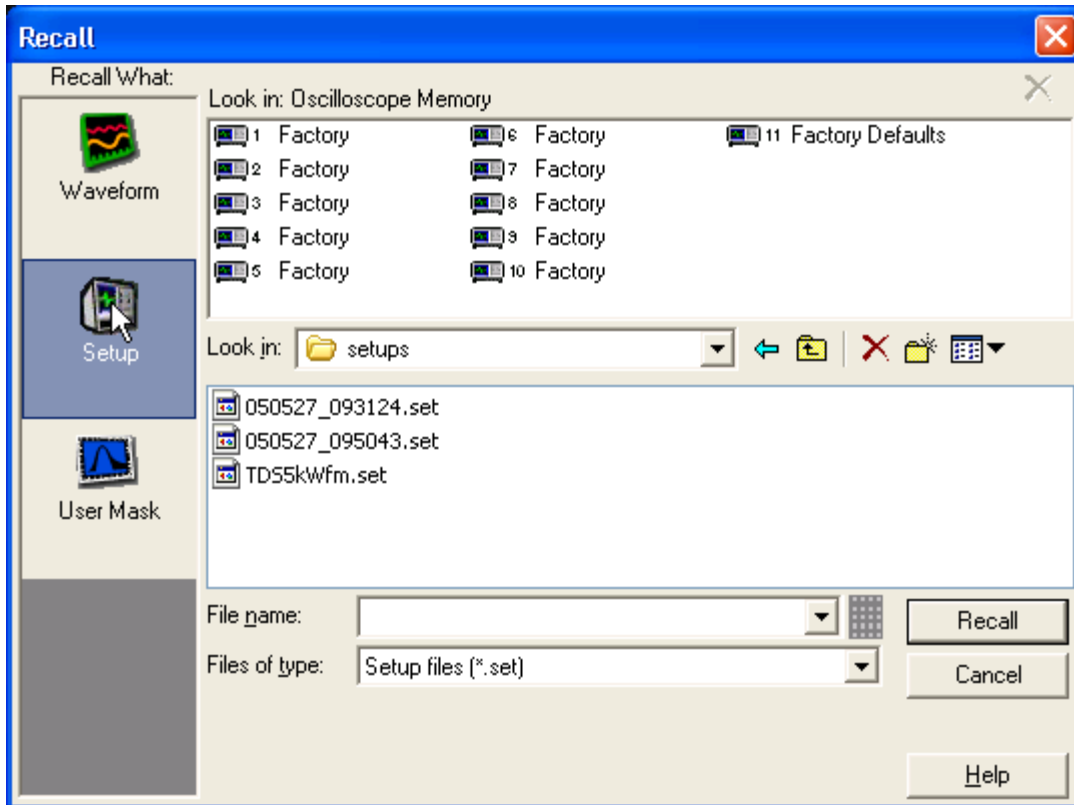 Recall
Recall What:
Look in: Oscilloscope Memory
Waveform
Setup
User Mask
1 Factory
2 Factory
3 Factory
4 Factory
5 Factory
6 Factory
7 Factory
8 Factory
9 Factory
10 Factory
11 Factory Defaults
Look in: setups
050527_093124.set
050527_095043.set
TDS5kWfm.set
File name:
Recall
Files of type: Setup files (*.set)
Cancel
Help